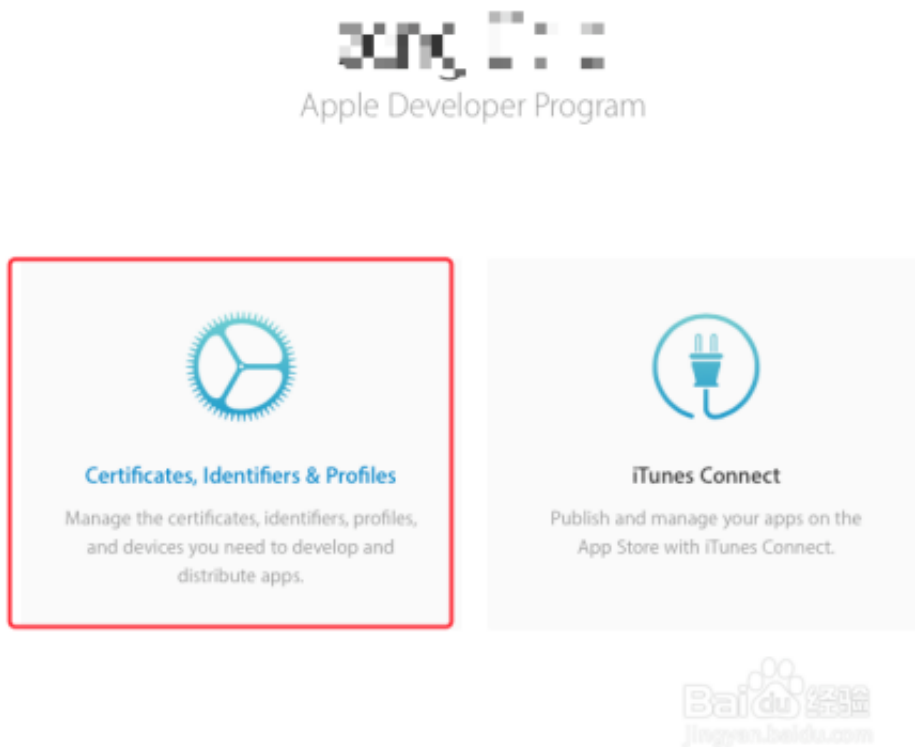 Apple Developer Program
Certificates, Identifiers & Profiles
Manage the certificates, identifiers, profiles,
and devices you need to develop and
distribute apps.
iTunes Connect
Publish and manage your apps on the
App Store with iTunes Connect.
Baidu 经验
jingyan.baidu.com